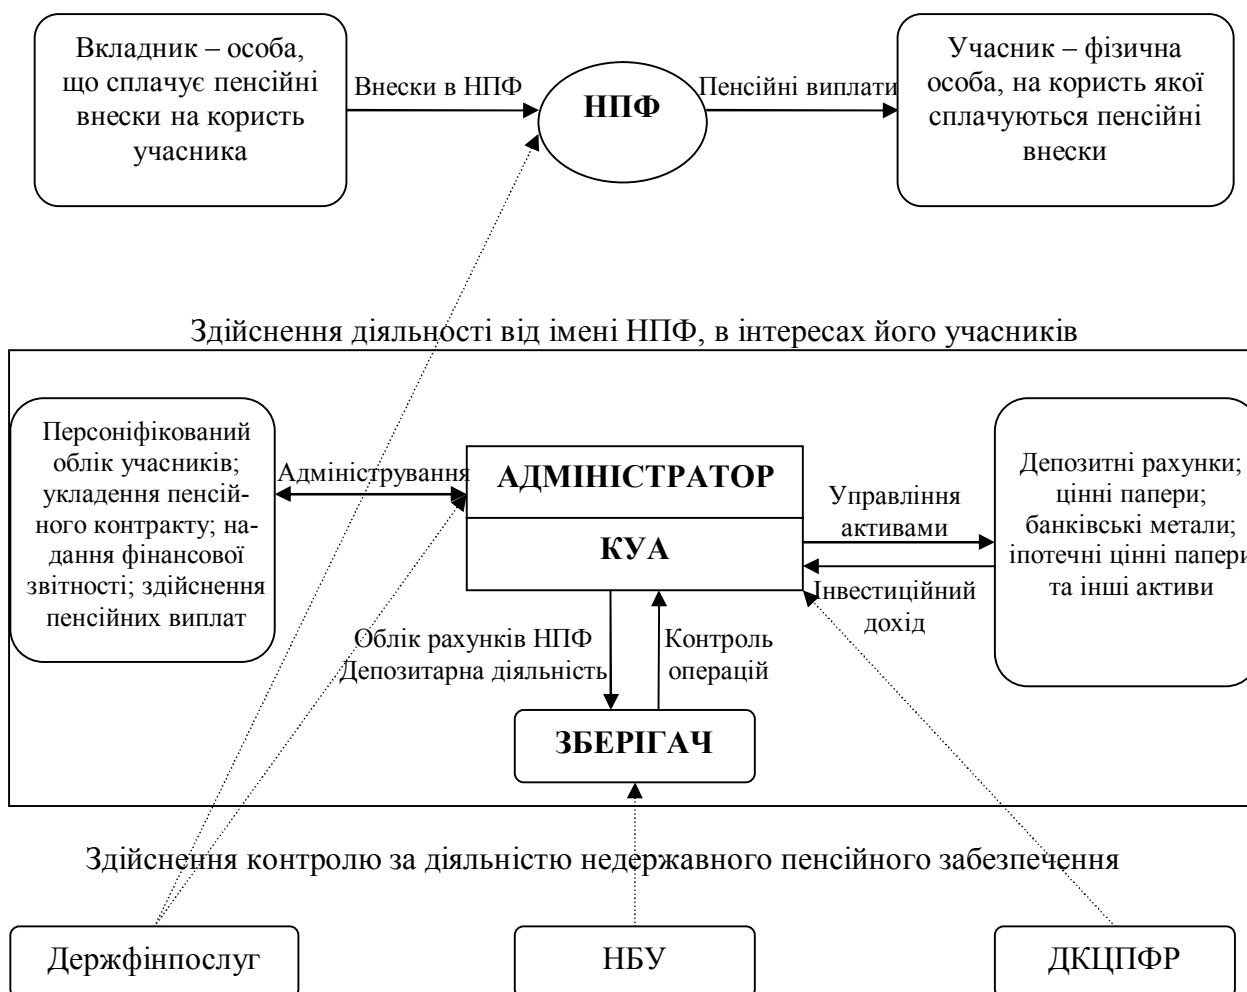 Вкладник – особа,
що сплачує пенсійні
внески на користь
учасника
Внески в НПФ
НПФ
Пенсійні виплати
Учасник – фізична
особа, на користь якої
сплачуються пенсійні
внески
Здійснення діяльності від імені НПФ, в інтересах його учасників
Персоніфікований
облік учасників;
укладення пенсій-
ного контракту; на-
дання фінансової
звітності; здійснення
пенсійних виплат
Адміністрування
АДМІНІСТРАТОР
КУА
Управління
активами
Інвестиційний
дохід
Депозитні рахунки;
цінні папери;
банківські метали;
іпотечні цінні папери
та інші активи
Облік рахунків НПФ
Депозитарна діяльність
Контроль
операцій
ЗБЕРІГАЧ
Здійснення контролю за діяльністю недержавного пенсійного забезпечення
Держфінпослуг
НБУ
ДКЦПФР